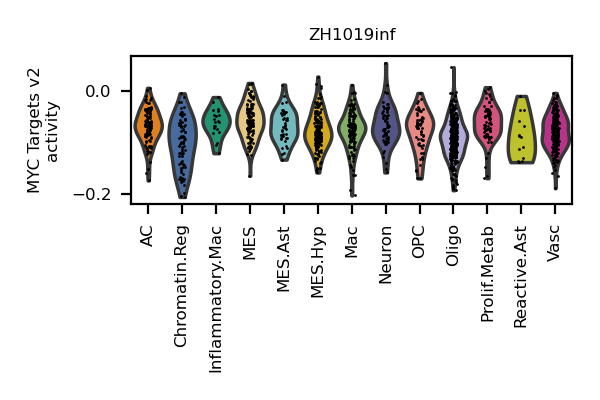 ZH1019inf
MYC Targets v2
activity
0.0
−0.2
AC
Chromatin.Reg
Inflammatory.Mac
MES
MES.Ast
MES.Hyp
Mac
Neuron
OPC
Oligo
Prolif.Metab
Reactive.Ast
Vasc